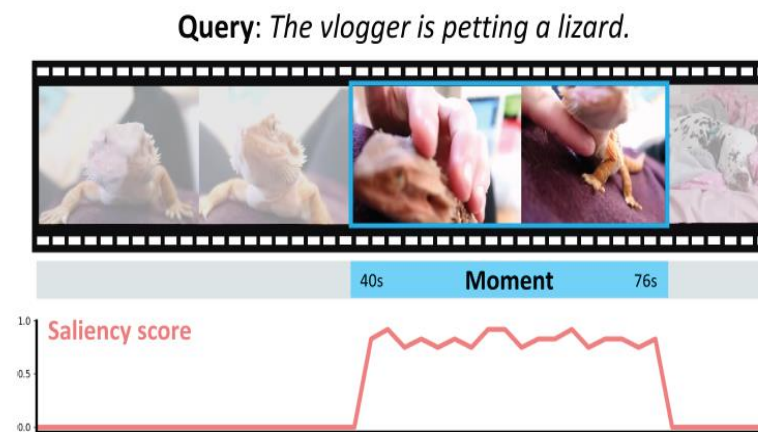 Query: The vlogger is petting a lizard.
40s Moment 76s
1.0
Saliency score
0.5
0.0